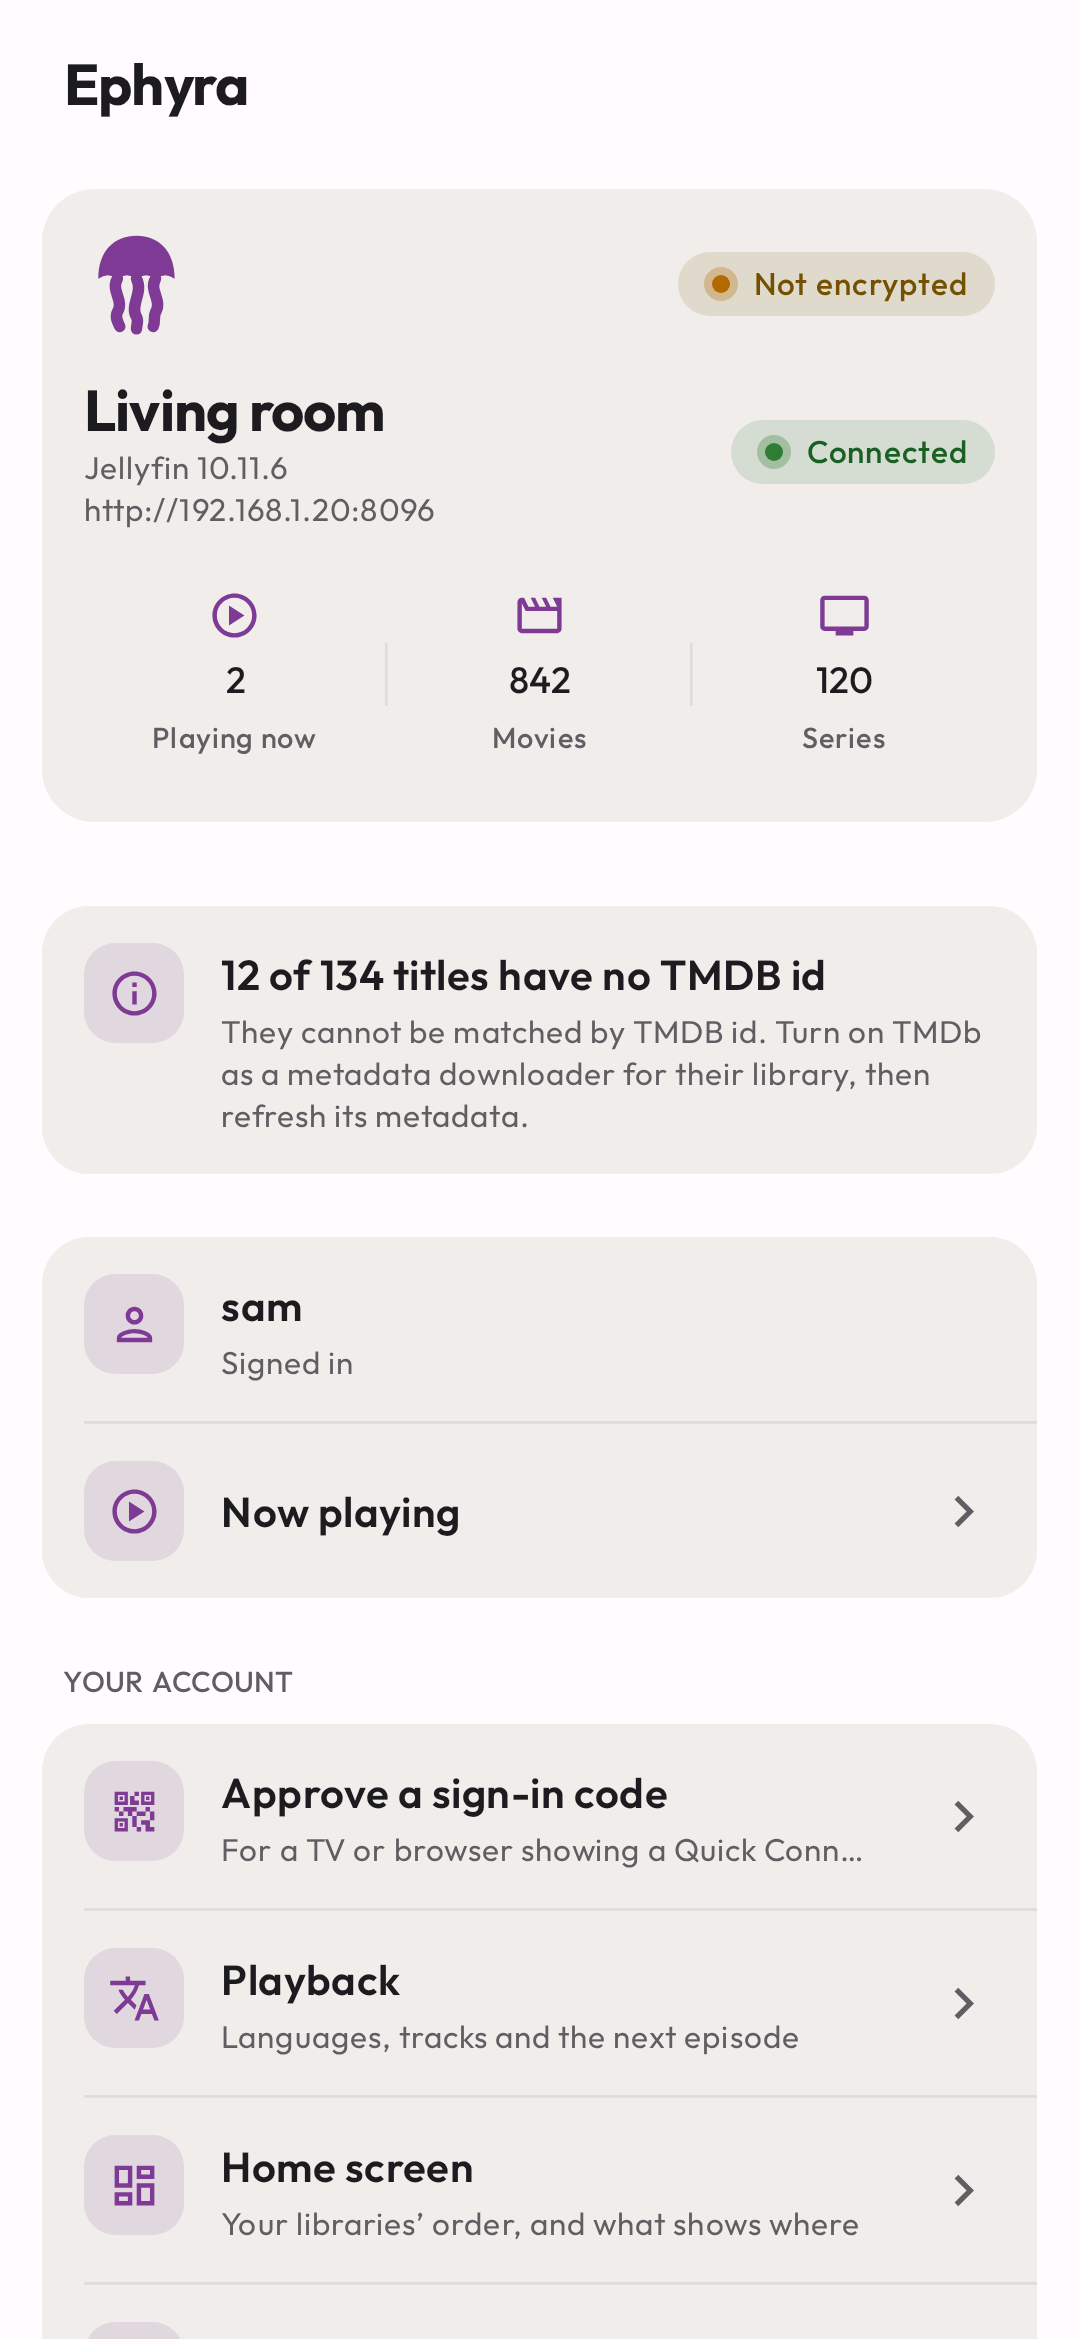 Ephyra
Not encrypted
Living room
Jellyfin 10.11.6
http://192.168.1.20:8096
Connected
2
Playing now
842
Movies
120
Series
12 of 134 titles have no TMDB id
They cannot be matched by TMDB id. Turn on TMDb
as a metadata downloader for their library, then
refresh its metadata.
sam
Signed in
Now playing
YOUR ACCOUNT
Approve a sign-in code
For a TV or browser showing a Quick Conn…
Playback
Languages, tracks and the next episode
Home screen
Your libraries’ order, and what shows where